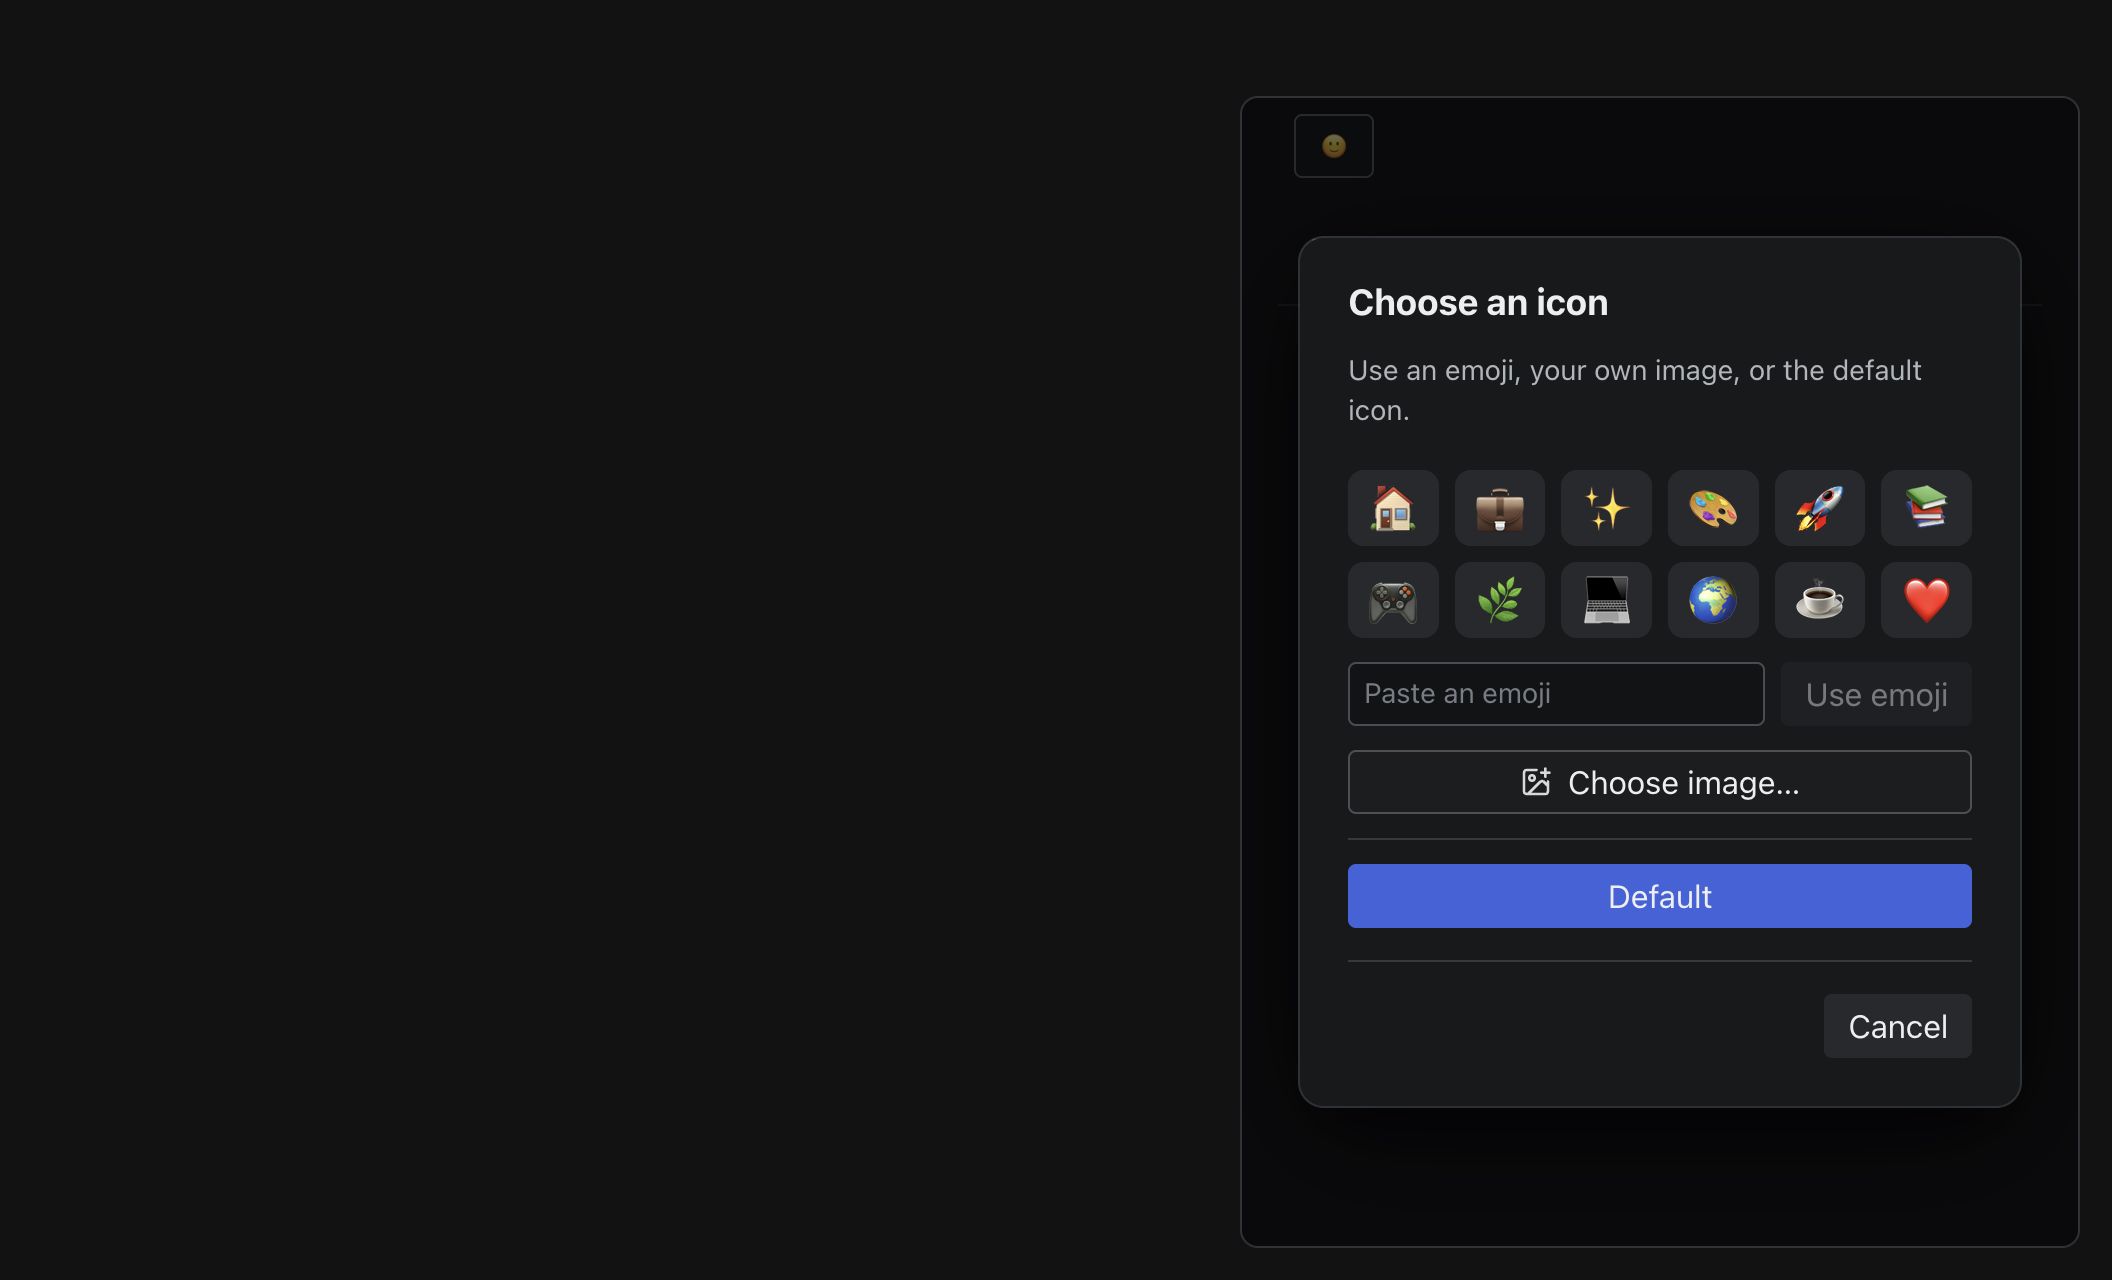 Choose an icon
Use an emoji, your own image, or the default
icon.
Paste an emoji
Use emoji
Choose image...
Default
Cancel